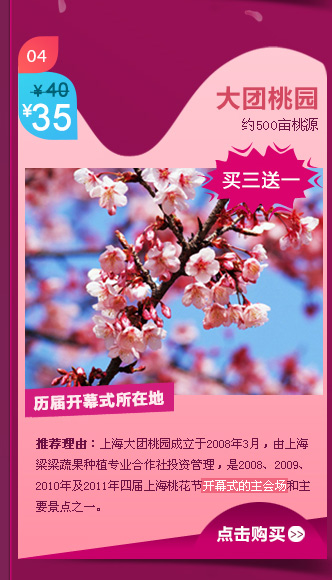 04
¥40
¥35
大团桃园
约500亩桃源
买三送一
历届开幕式所在地
推荐理由：上海大团桃园成立于2008年3月，由上海
梁梁蔬果种植专业合作社投资管理，是2008、2009、
2010年及2011年四届上海桃花节开幕式的主会场和主
要景点之一。
点击购买